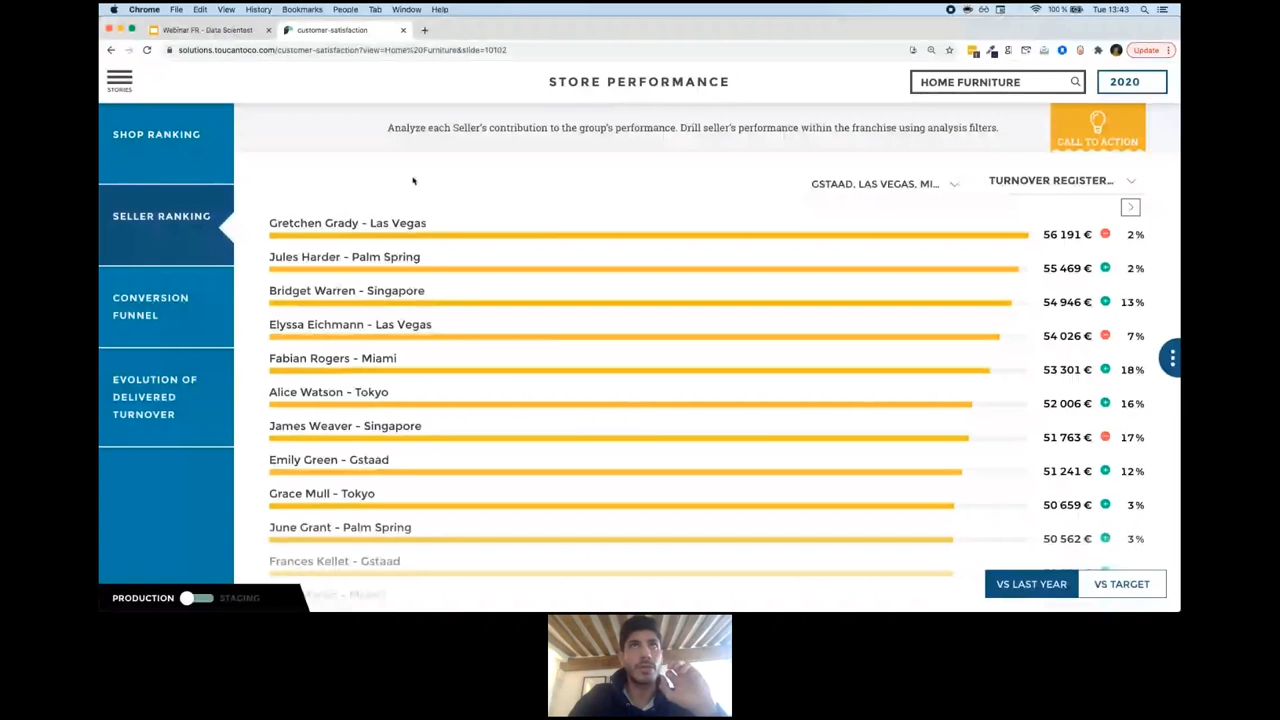 Chrome File Edit View History Bookmarks People Tab Window Help
100 % Tue 13:43
Webinar FR - Data Scientest
customer-satisfaction
solutions.toucantoco.com/customer-satisfaction?view=Home%20Furniture&slide=10102
Update
STORIES
STORE PERFORMANCE
HOME FURNITURE
2020
SHOP RANKING
SELLER RANKING
CONVERSION
FUNNEL
EVOLUTION OF
DELIVERED
TURNOVER
Analyze each Seller's contribution to the group's performance. Drill seller's performance within the franchise using analysis filters.
CALL TO ACTION
GSTAAD, LAS VEGAS, MI...
TURNOVER REGISTER...
Gretchen Grady - Las Vegas
56 191 € 2 %
Jules Harder - Palm Spring
55 469 € 2 %
Bridget Warren - Singapore
54 946 € 13 %
Elyssa Eichmann - Las Vegas
54 026 € 7 %
Fabian Rogers - Miami
53 301 € 18 %
Alice Watson - Tokyo
52 006 € 16 %
James Weaver - Singapore
51 763 € 17 %
Emily Green - Gstaad
51 241 € 12 %
Grace Mull - Tokyo
50 659 € 3 %
June Grant - Palm Spring
50 562 € 3 %
Frances Kellet - Gstaad
VS LAST YEAR
VS TARGET
PRODUCTION
STAGING